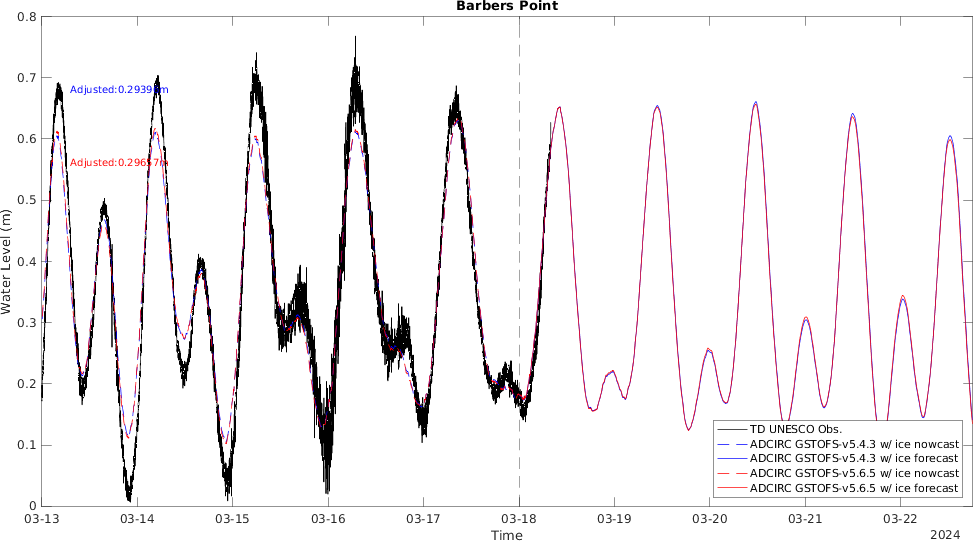 Barbers Point
Water Level (m)
0.8
0.7
0.6
0.5
0.4
0.3
0.2
0.1
0
Adjusted:0.2939 m
Adjusted:0.29657m
TD UNESCO Obs.
ADCIRC GSTOFS-v5.4.3 w/ ice nowcast
ADCIRC GSTOFS-v5.4.3 w/ ice forecast
ADCIRC GSTOFS-v5.6.5 w/ ice nowcast
ADCIRC GSTOFS-v5.6.5 w/ ice forecast
03-13 03-14 03-15 03-16 03-17 03-18 03-19 03-20 03-21 03-22
Time
2024